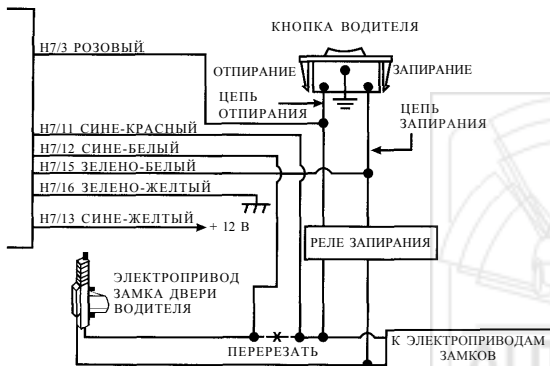 КНОПКА ВОДИТЕЛЯ
Н7/3 РОЗОВЫЙ
ОТПИРАНИЕ
ЗАПИРАНИЕ
ЦЕПЬ
ОТПИРАНИЯ
ЦЕПЬ
ЗАПИРАНИЯ
Н7/11 СИНЕ-КРАСНЫЙ
Н7/12 СИНЕ-БЕЛЫЙ
Н7/15 ЗЕЛЕНО-БЕЛЫЙ
Н7/16 ЗЕЛЕНО-ЖЕЛТЫЙ
Н7/13 СИНЕ-ЖЕЛТЫЙ
+ 12 В
РЕЛЕ ЗАПИРАНИЯ
ЭЛЕКТРОПРИВОД
ЗАМКА ДВЕРИ
ВОДИТЕЛЯ
ПЕРЕРЕЗАТЬ
К ЭЛЕКТРОПРИВОДАМ
ЗАМКОВ